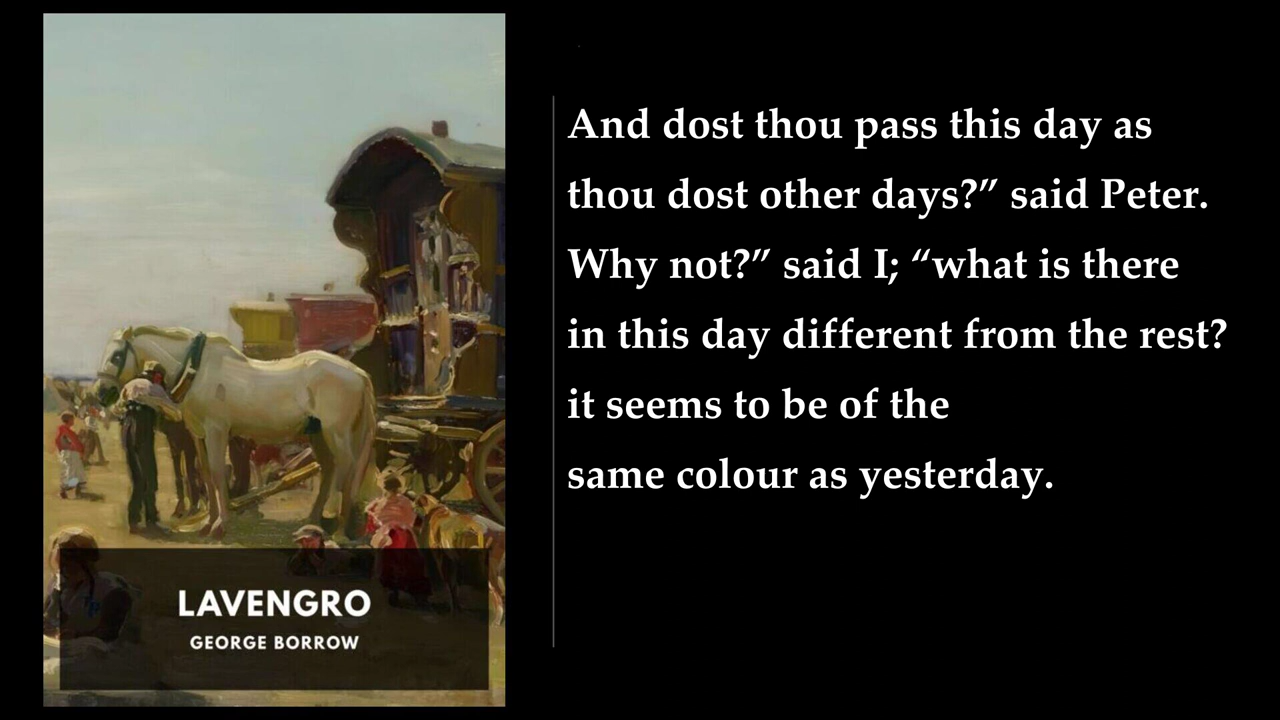 LAVENGRO
GEORGE BORROW
And dost thou pass this day as
thou dost other days?” said Peter.
Why not?” said I; “what is there
in this day different from the rest?
it seems to be of the
same colour as yesterday.